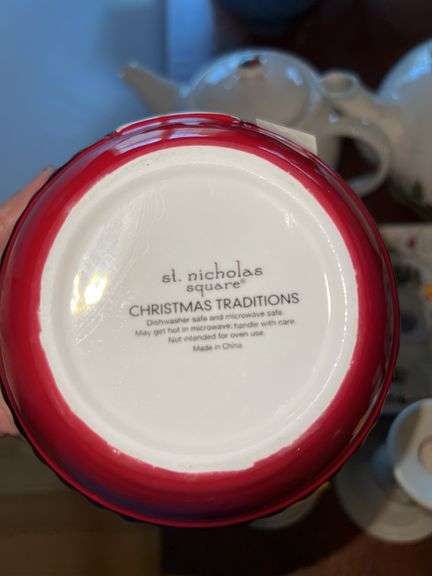 st. nicholas
square®
CHRISTMAS TRADITIONS
Dishwasher safe and microwave safe.
May get hot in microwave; handle with care.
Not intended for oven use.
Made in China